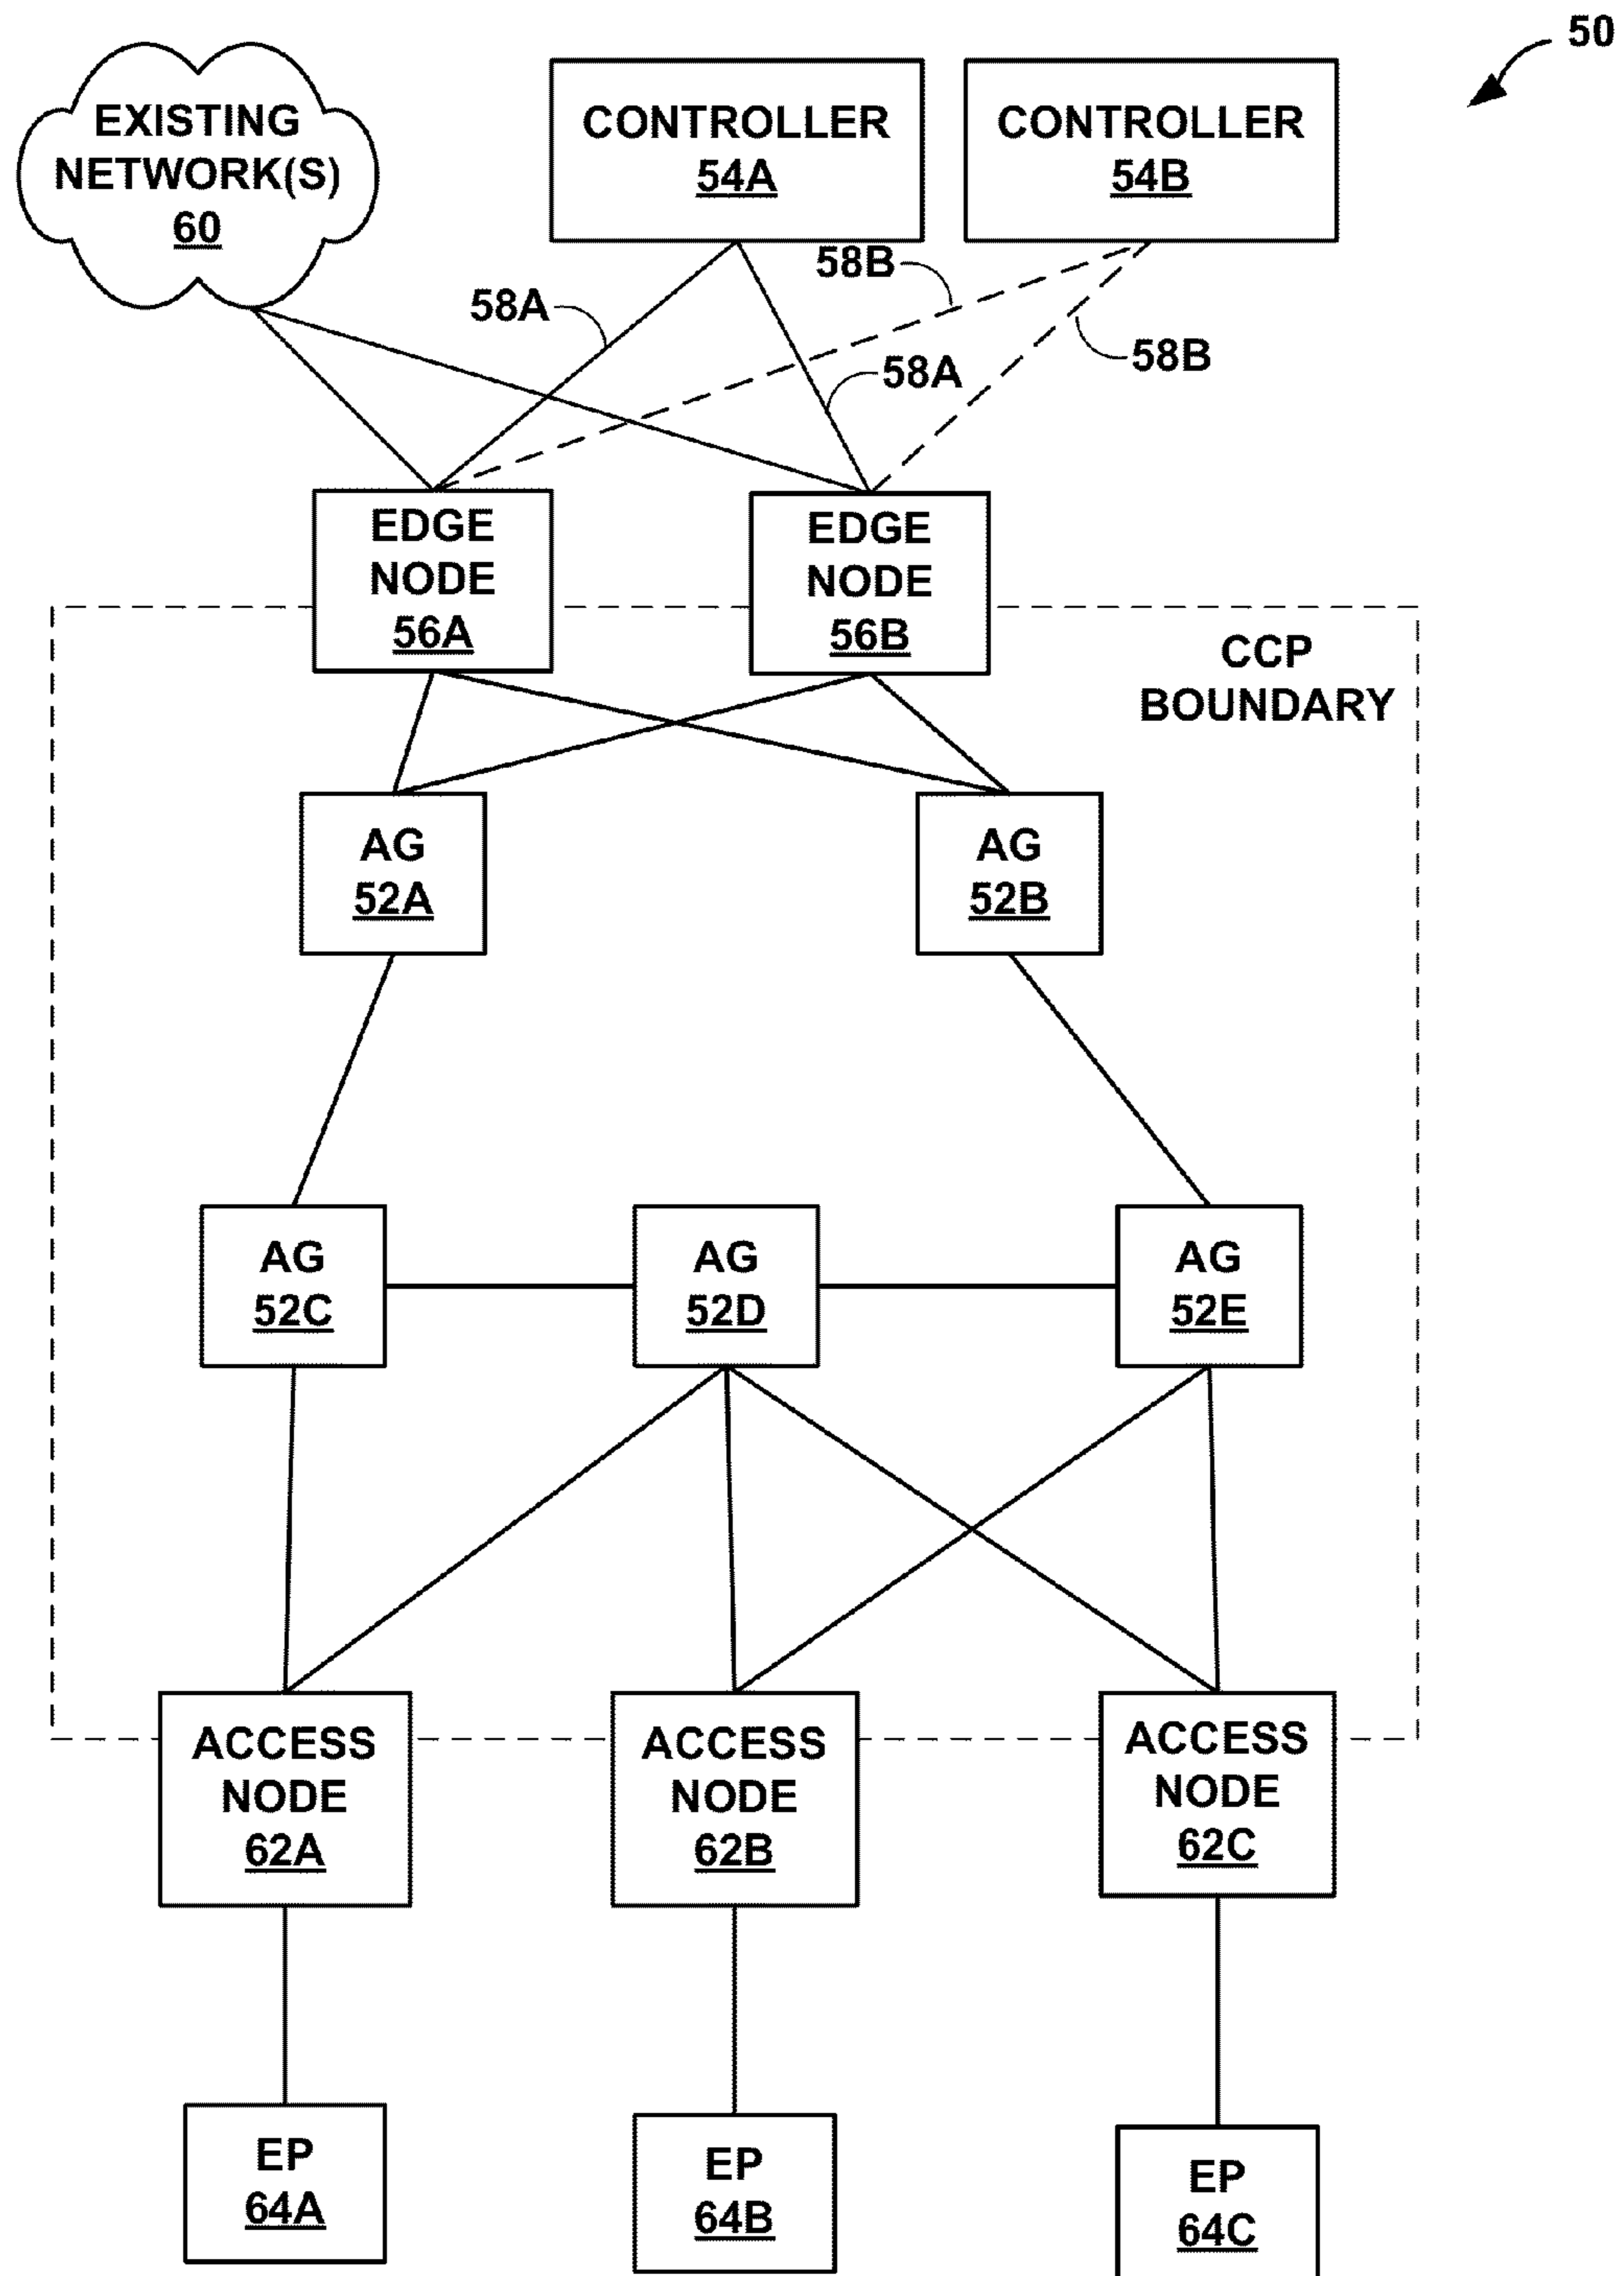 50
EXISTING
NETWORK(S)
60
CONTROLLER
54A
CONTROLLER
54B
58A
58B
58A
58B
EDGE
NODE
56A
EDGE
NODE
56B
CCP
BOUNDARY
AG
52A
AG
52B
AG
52C
AG
52D
AG
52E
ACCESS
NODE
62A
ACCESS
NODE
62B
ACCESS
NODE
62C
EP
64A
EP
64B
EP
64C